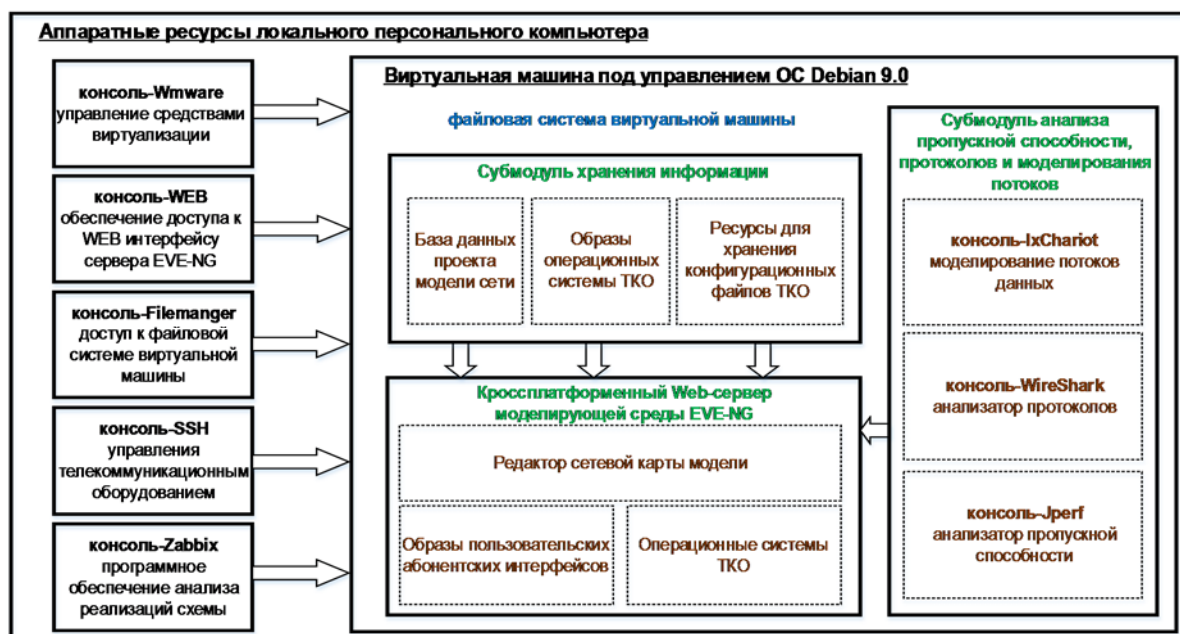 Аппаратные ресурсы локального персонального компьютера
консоль-Wmware
управление средствами
виртуализации
консоль-WEB
обеспечение доступа к
WEB интерфейсу
сервера EVE-NG
консоль-Filemanger
доступ к файловой
системе виртуальной
машины
консоль-SSH
управления
телекоммуникационным
оборудованием
консоль-Zabbix
программное
обеспечение анализа
реализаций схемы
Виртуальная машина под управлением ОС Debian 9.0
файловая система виртуальной машины
Субмодуль хранения информации
База данных
проекта
модели сети
Образы
операционных
системы ТКО
Ресурсы для
хранения
конфигурационных
файлов ТКО
Кроссплатформенный Web-сервер
моделирующей среды EVE-NG
Редактор сетевой карты модели
Образы пользовательских
абонентских интерфейсов
Операционные системы
ТКО
Субмодуль анализа
пропускной способности,
протоколов и моделирования
потоков
консоль-IxChariot
моделирование потоков
данных
консоль-WireShark
анализатор протоколов
консоль-Jperf
анализатор пропускной
способности